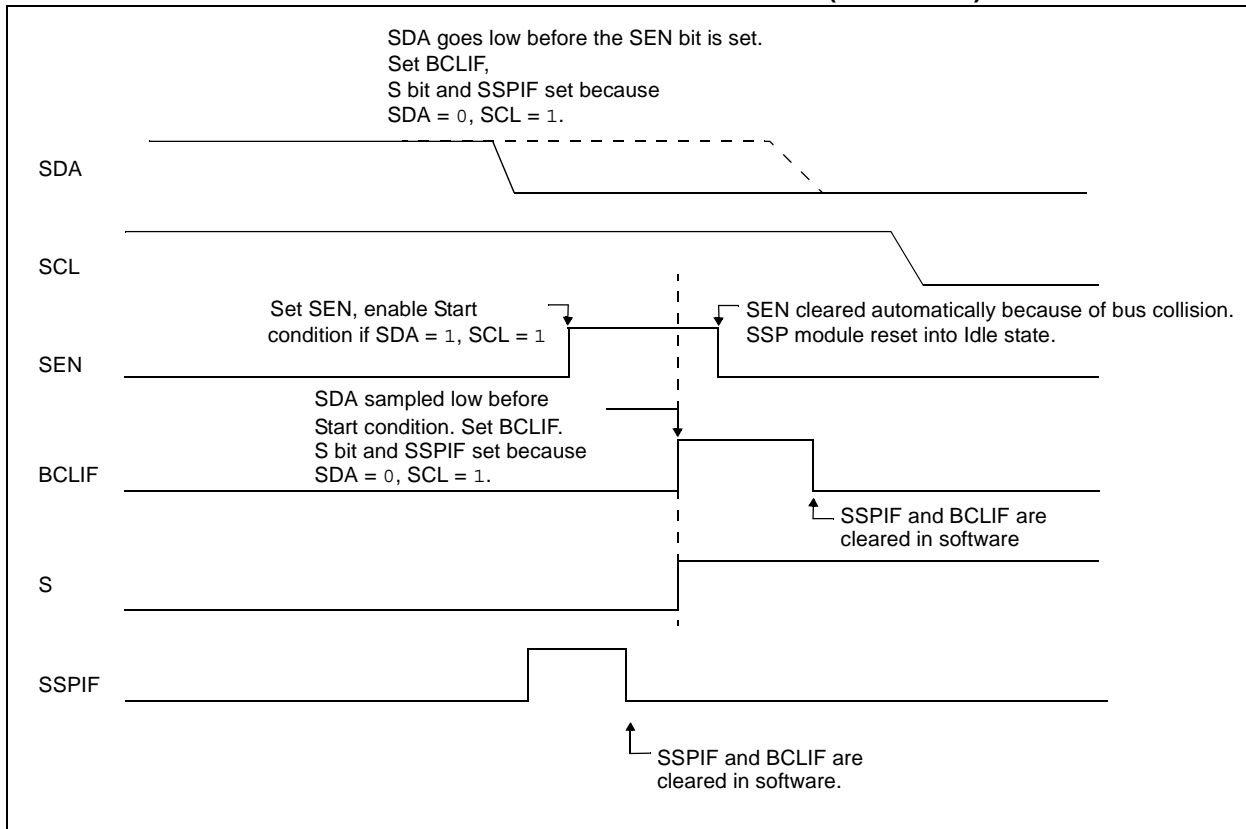 SDA goes low before the SEN bit is set.
Set BCLIF,
S bit and SSPIF set because
SDA = 0, SCL = 1.
SDA
SCL
Set SEN, enable Start
condition if SDA = 1, SCL = 1
SEN cleared automatically because of bus collision.
SSP module reset into Idle state.
SEN
SDA sampled low before
Start condition. Set BCLIF.
S bit and SSPIF set because
SDA = 0, SCL = 1.
BCLIF
SSPIF and BCLIF are
cleared in software
S
SSPIF
SSPIF and BCLIF are
cleared in software.